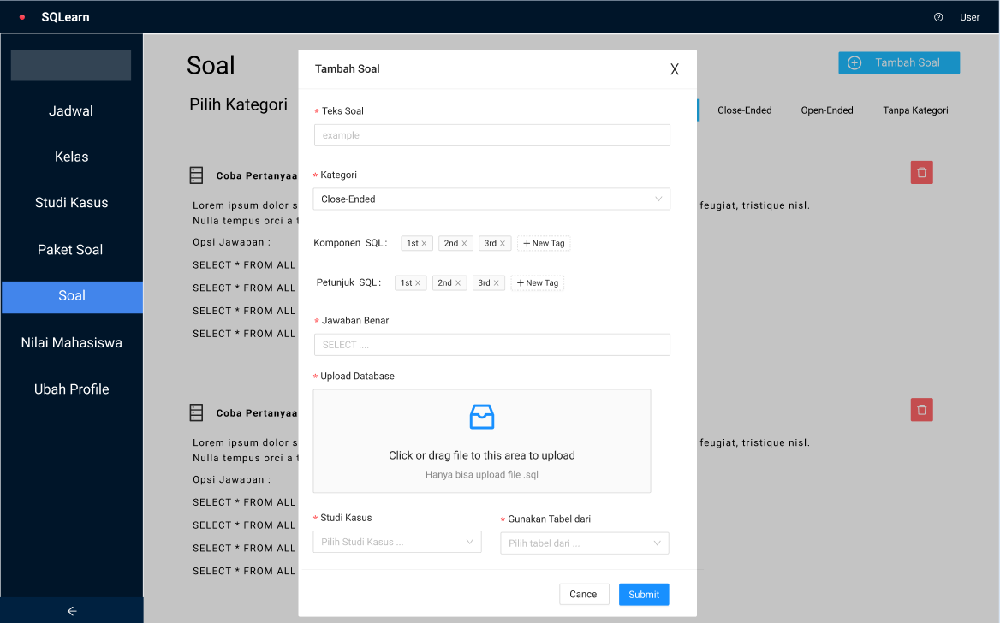 SQLearn
User
Jadwal
Kelas
Studi Kasus
Paket Soal
Soal
Nilai Mahasiswa
Ubah Profile
Soal
Tambah Soal
Pilih Kategori
Close-Ended Open-Ended Tanpa Kategori
Coba Pertanyaa
Lorem ipsum dolor s
feugiat, tristique nisl.
Nulla tempus orci a t
Opsi Jawaban :
SELECT * FROM ALL
SELECT * FROM ALL
SELECT * FROM ALL
SELECT * FROM ALL
Coba Pertanyaa
Lorem ipsum dolor s
feugiat, tristique nisl.
Nulla tempus orci a t
Opsi Jawaban :
SELECT * FROM ALL
SELECT * FROM ALL
SELECT * FROM ALL
SELECT * FROM ALL
Tambah Soal X
* Teks Soal
example
* Kategori
Close-Ended
Komponen SQL : 1st × 2nd × 3rd × + New Tag
Petunjuk SQL : 1st × 2nd × 3rd × + New Tag
* Jawaban Benar
SELECT ....
* Upload Database
Click or drag file to this area to upload
Hanya bisa upload file .sql
* Studi Kasus
Pilih Studi Kasus ...
* Gunakan Tabel dari
Pilih tabel dari ...
Cancel Submit